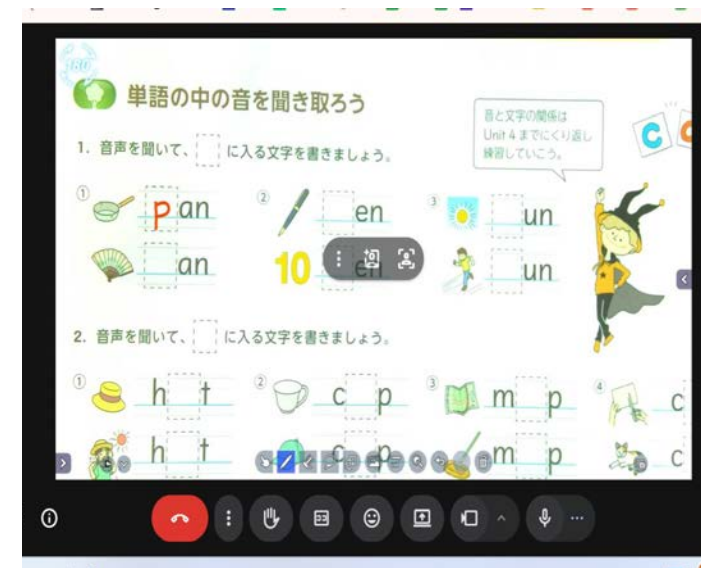 180
単語の中の音を聞き取ろう
音と文字の関係は
Unit 4 までにくり返し
練習していこう。
C
1. 音声を聞いて、 に入る文字を書きましょう。
① pan ② en ③ un
an 10 en un
2. 音声を聞いて、 に入る文字を書きましょう。
① h t ② c p ③ m p ④ c
h t c p m p c